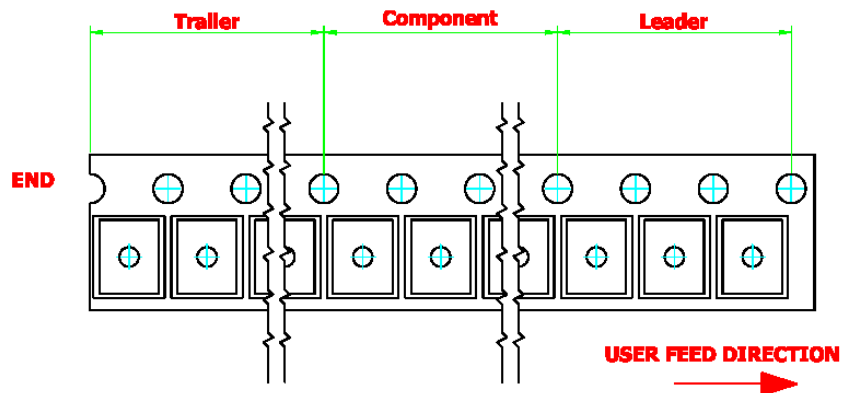 Trailer
Component
Leader
END
USER FEED DIRECTION